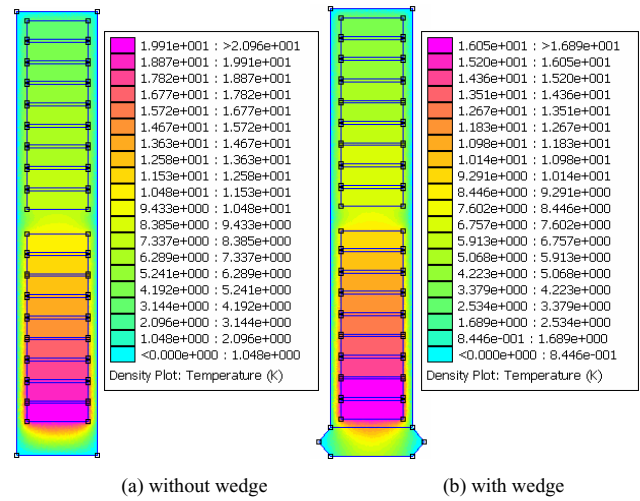 1.991e+001 : >2.096e+001
1.887e+001 : 1.991e+001
1.782e+001 : 1.887e+001
1.677e+001 : 1.782e+001
1.572e+001 : 1.677e+001
1.467e+001 : 1.572e+001
1.363e+001 : 1.467e+001
1.258e+001 : 1.363e+001
1.153e+001 : 1.258e+001
1.048e+001 : 1.153e+001
9.433e+000 : 1.048e+001
8.385e+000 : 9.433e+000
7.337e+000 : 8.385e+000
6.289e+000 : 7.337e+000
5.241e+000 : 6.289e+000
4.192e+000 : 5.241e+000
3.144e+000 : 4.192e+000
2.096e+000 : 3.144e+000
1.048e+000 : 2.096e+000
<0.000e+000 : 1.048e+000
Density Plot: Temperature (K)
1.605e+001 : >1.689e+001
1.520e+001 : 1.605e+001
1.436e+001 : 1.520e+001
1.351e+001 : 1.436e+001
1.267e+001 : 1.351e+001
1.183e+001 : 1.267e+001
1.098e+001 : 1.183e+001
1.014e+001 : 1.098e+001
9.291e+000 : 1.014e+001
8.446e+000 : 9.291e+000
7.602e+000 : 8.446e+000
6.757e+000 : 7.602e+000
5.913e+000 : 6.757e+000
5.068e+000 : 5.913e+000
4.223e+000 : 5.068e+000
3.379e+000 : 4.223e+000
2.534e+000 : 3.379e+000
1.689e+000 : 2.534e+000
8.446e-001 : 1.689e+000
<0.000e+000 : 8.446e-001
Density Plot: Temperature (K)
(a) without wedge
(b) with wedge